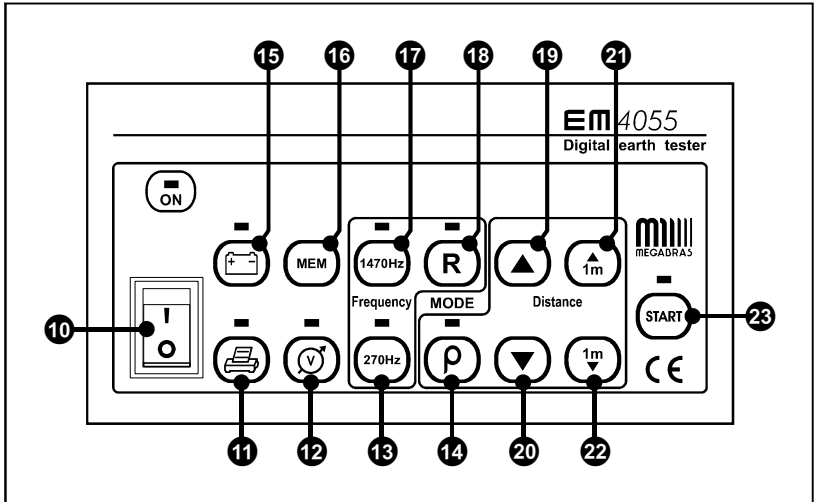 15 16 17 18 19 21
EM 4055
Digital earth tester
ON
MEGABRAS
+ - MEM 1470Hz R ▲ ▲ 1m
Frequency MODE Distance
START
10 23
V 270Hz ρ ▼ 1m ▼
I
O
CE
11 12 13 14 20 22